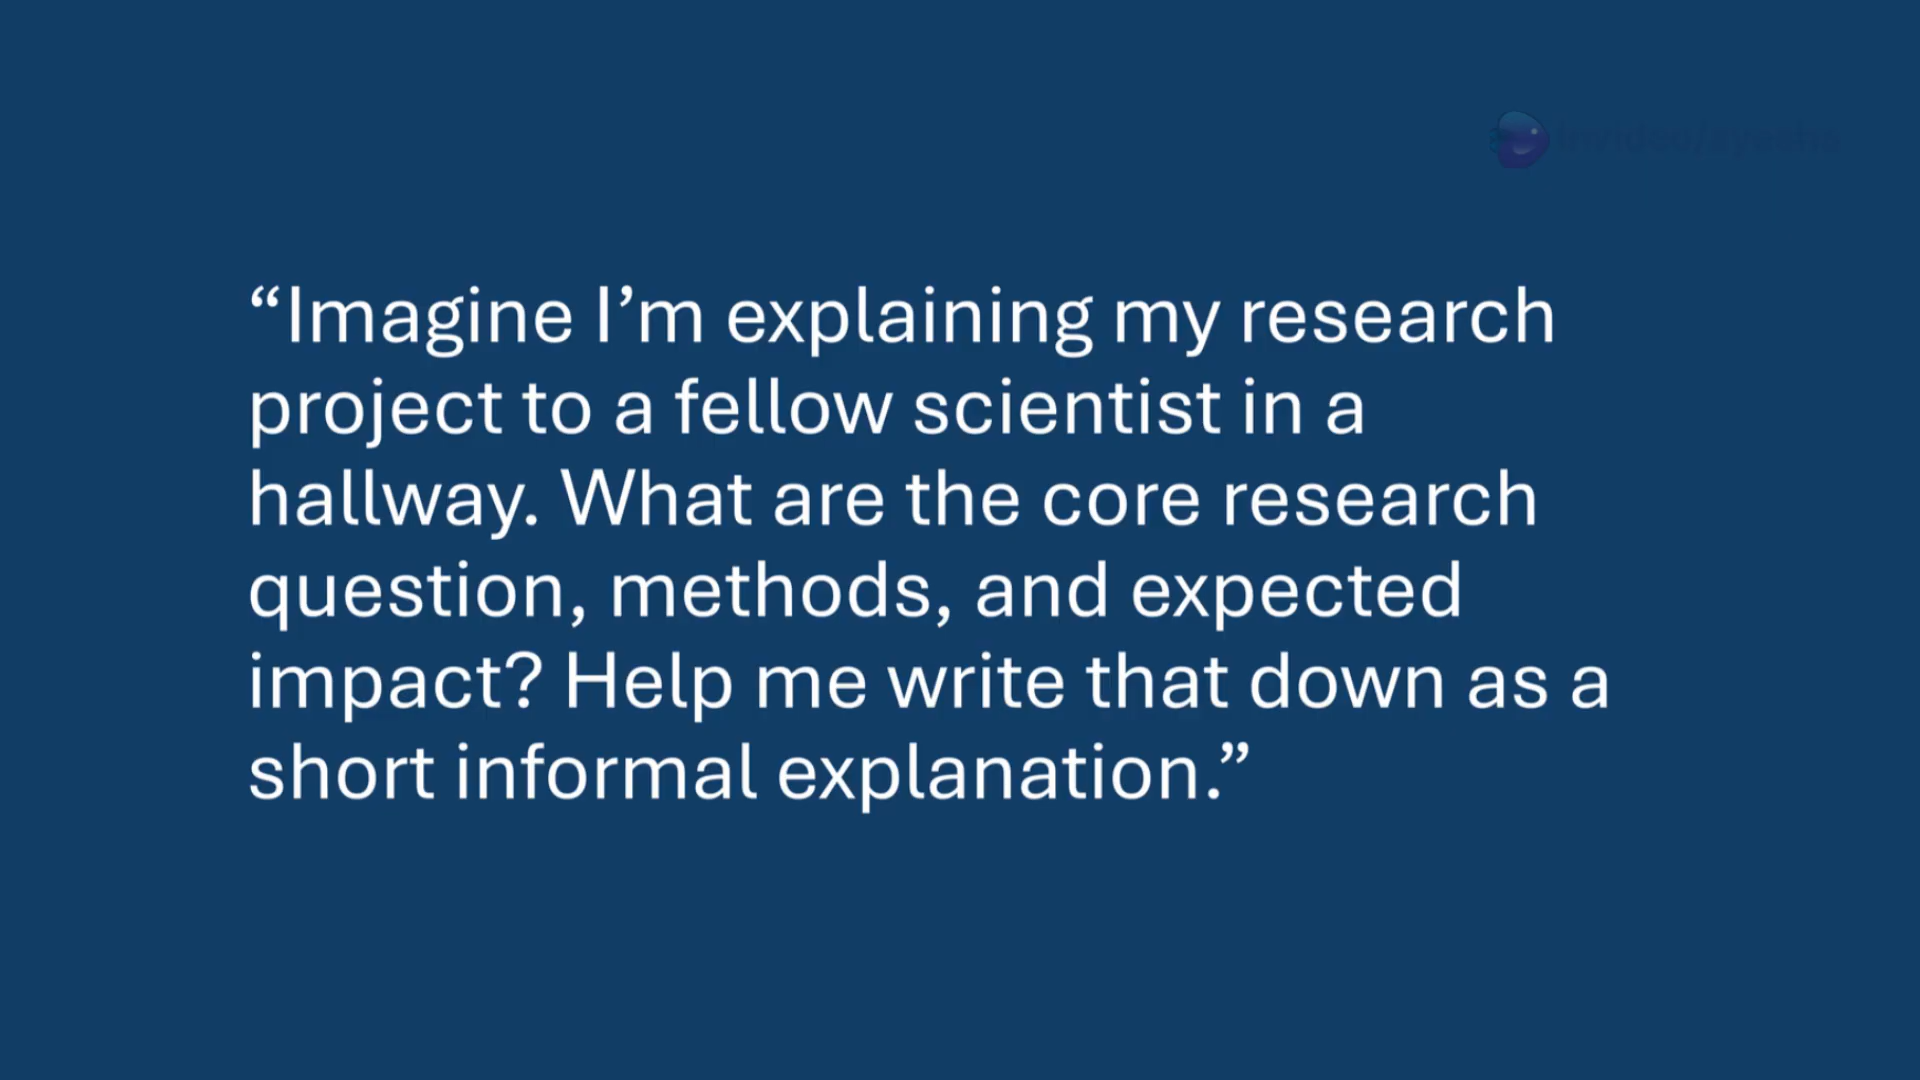 “Imagine I’m explaining my research
project to a fellow scientist in a
hallway. What are the core research
question, methods, and expected
impact? Help me write that down as a
short informal explanation.”